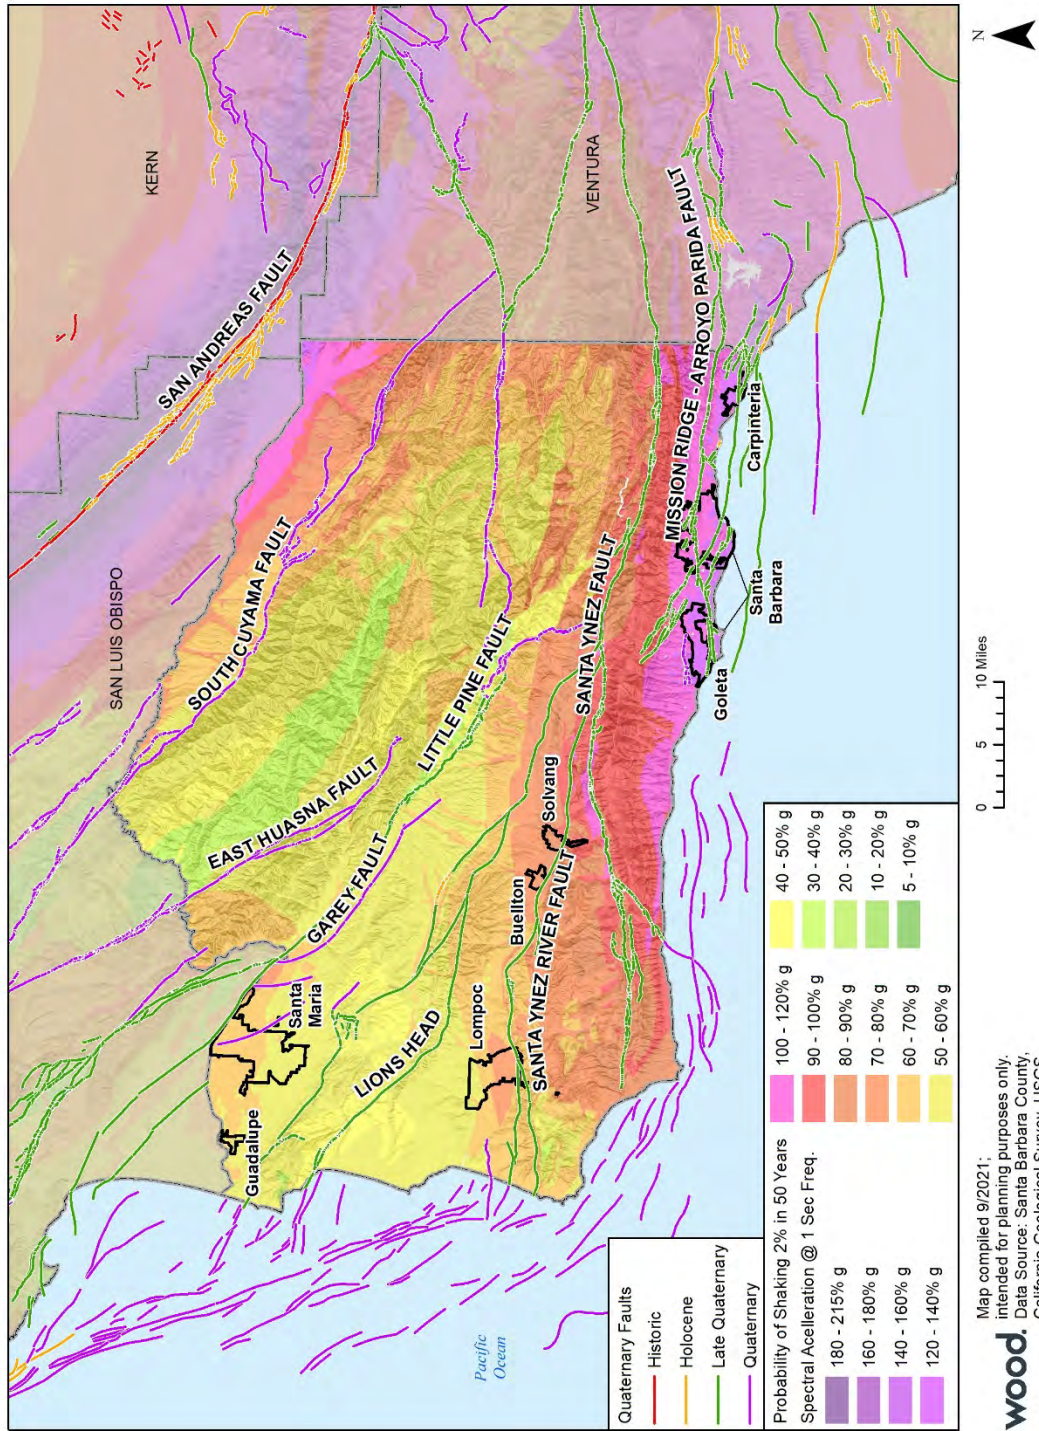 KERN
SAN ANDREAS FAULT
SAN LUIS OBISPO
VENTURA
SOUTH CUYAMA FAULT
EAST HUASNA FAULT
LITTLE PINE FAULT
GAREY FAULT
MISSION RIDGE - ARROYO PARIDA FAULT
SANTA YNEZ FAULT
SANTA YNEZ RIVER FAULT
LIONS HEAD
Santa
Maria
Guadalupe
Lompoc
Buellton
Solvang
Goleta
Santa
Barbara
Carpinteria
Pacific
Ocean
Quaternary Faults
Historic
Holocene
Late Quaternary
Quaternary
Probability of Shaking 2% in 50 Years
Spectral Acelleration @ 1 Sec Freq.
180 - 215% g
160 - 180% g
140 - 160% g
120 - 140% g
100 - 120% g
90 - 100% g
80 - 90% g
70 - 80% g
60 - 70% g
50 - 60% g
40 - 50% g
30 - 40% g
20 - 30% g
10 - 20% g
5 - 10% g
0 5 10 Miles
N
wood.
Map compiled 9/2021;
intended for planning purposes only.
Data Source: Santa Barbara County,
California Geological Survey, USGS